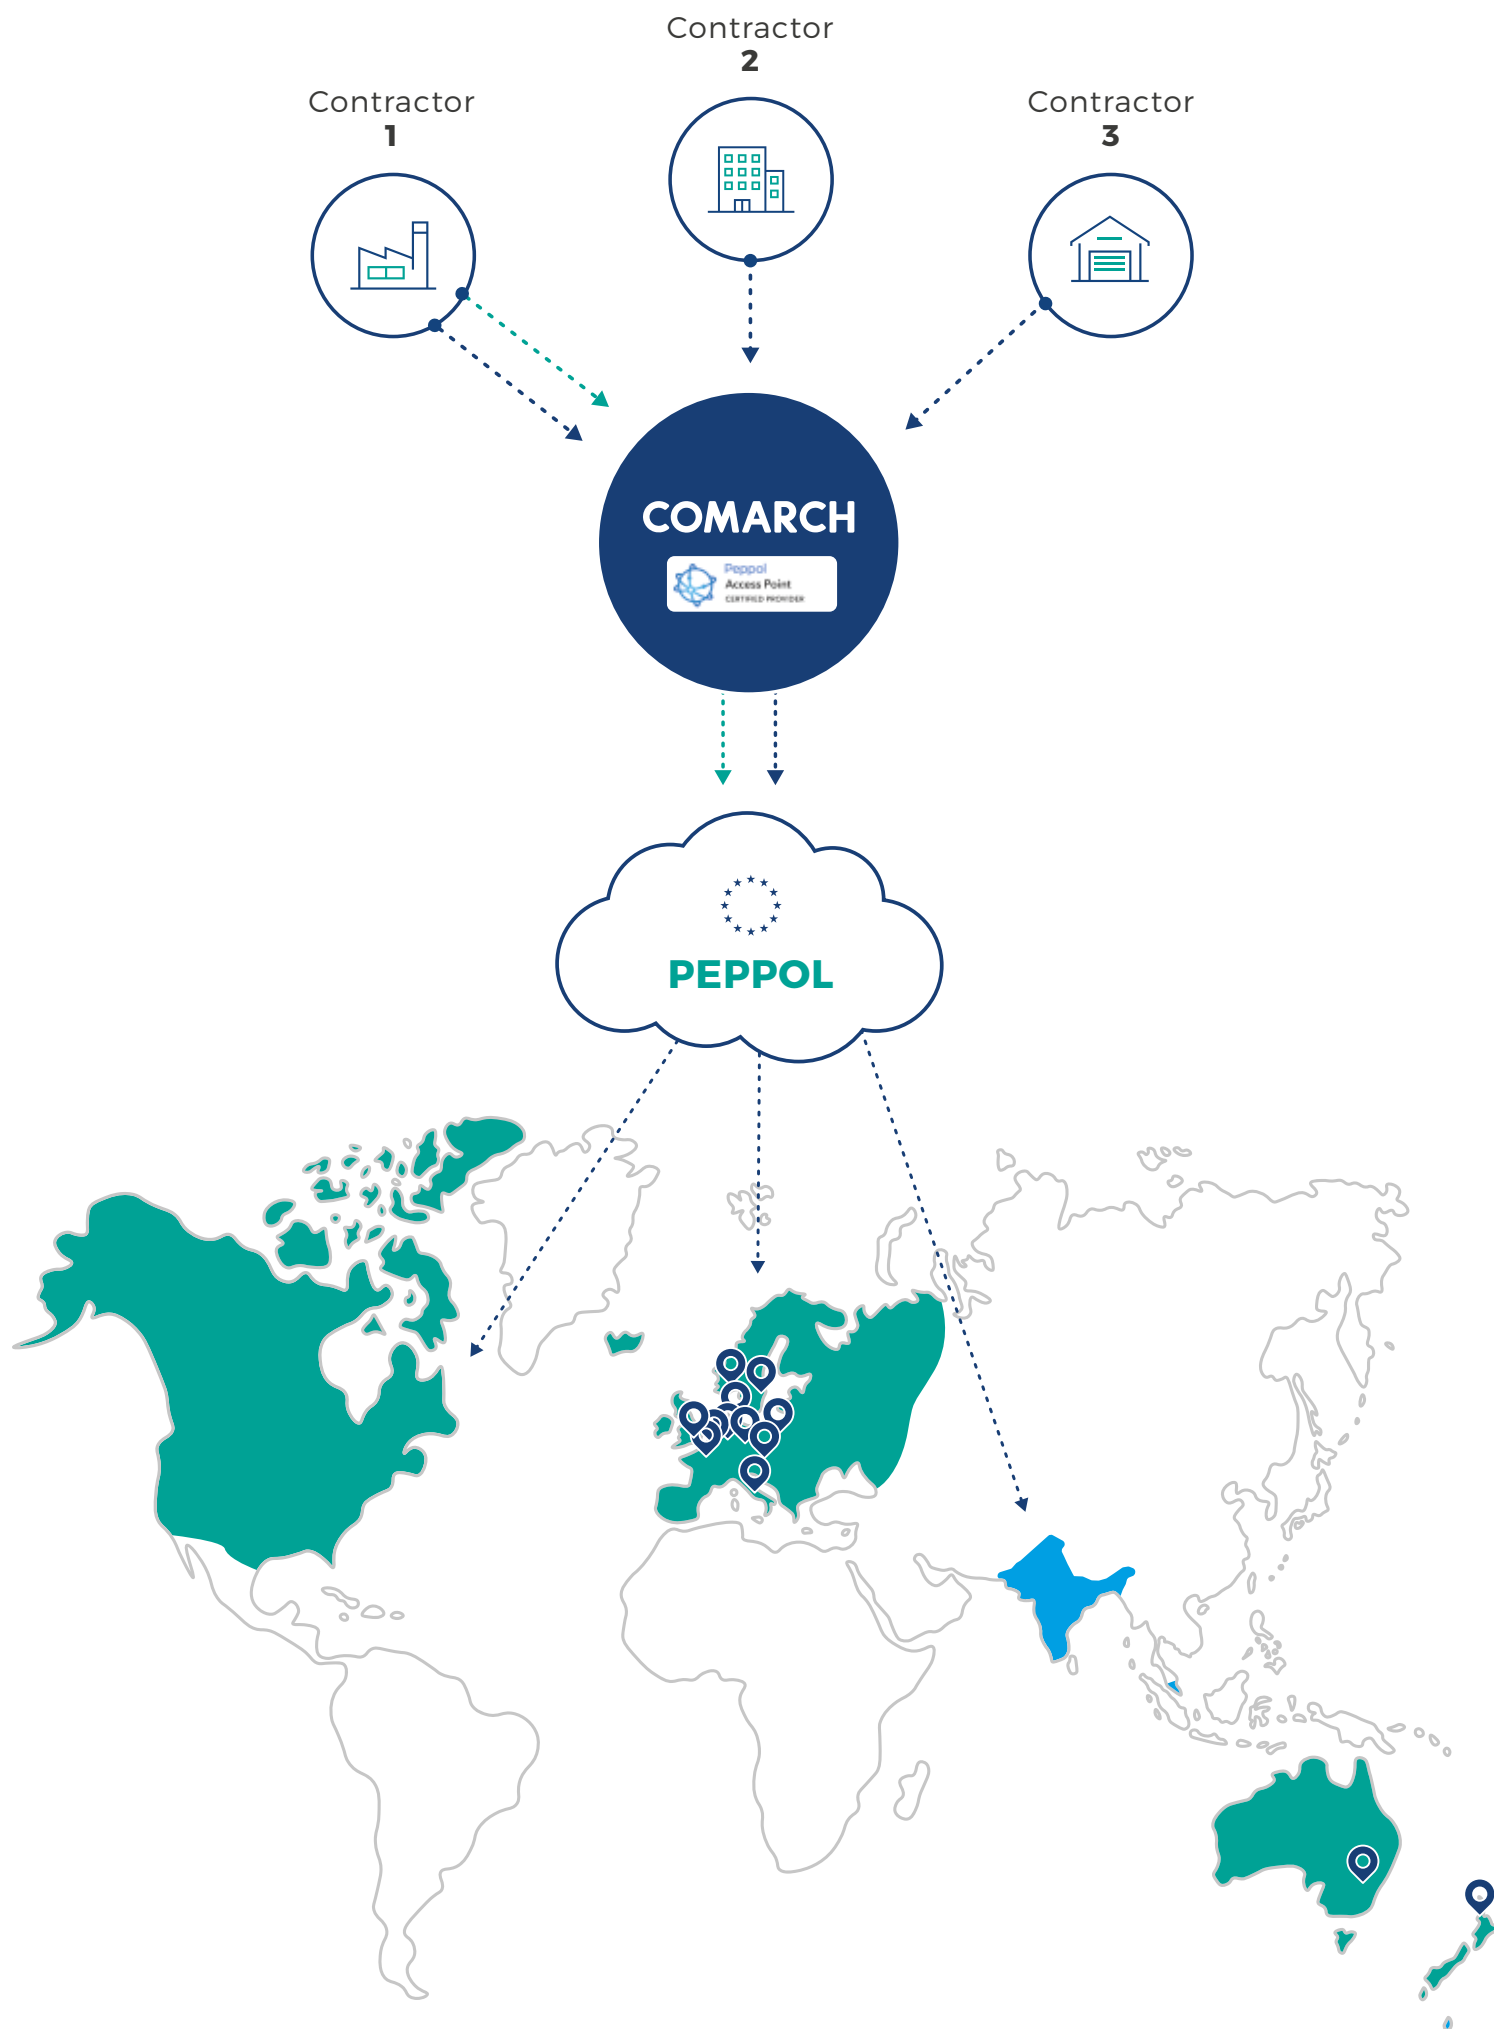 Contractor
2
Contractor
1
Contractor
3
COMARCH
Peppol
Access Point
CERTIFIED PROVIDER
PEPPOL